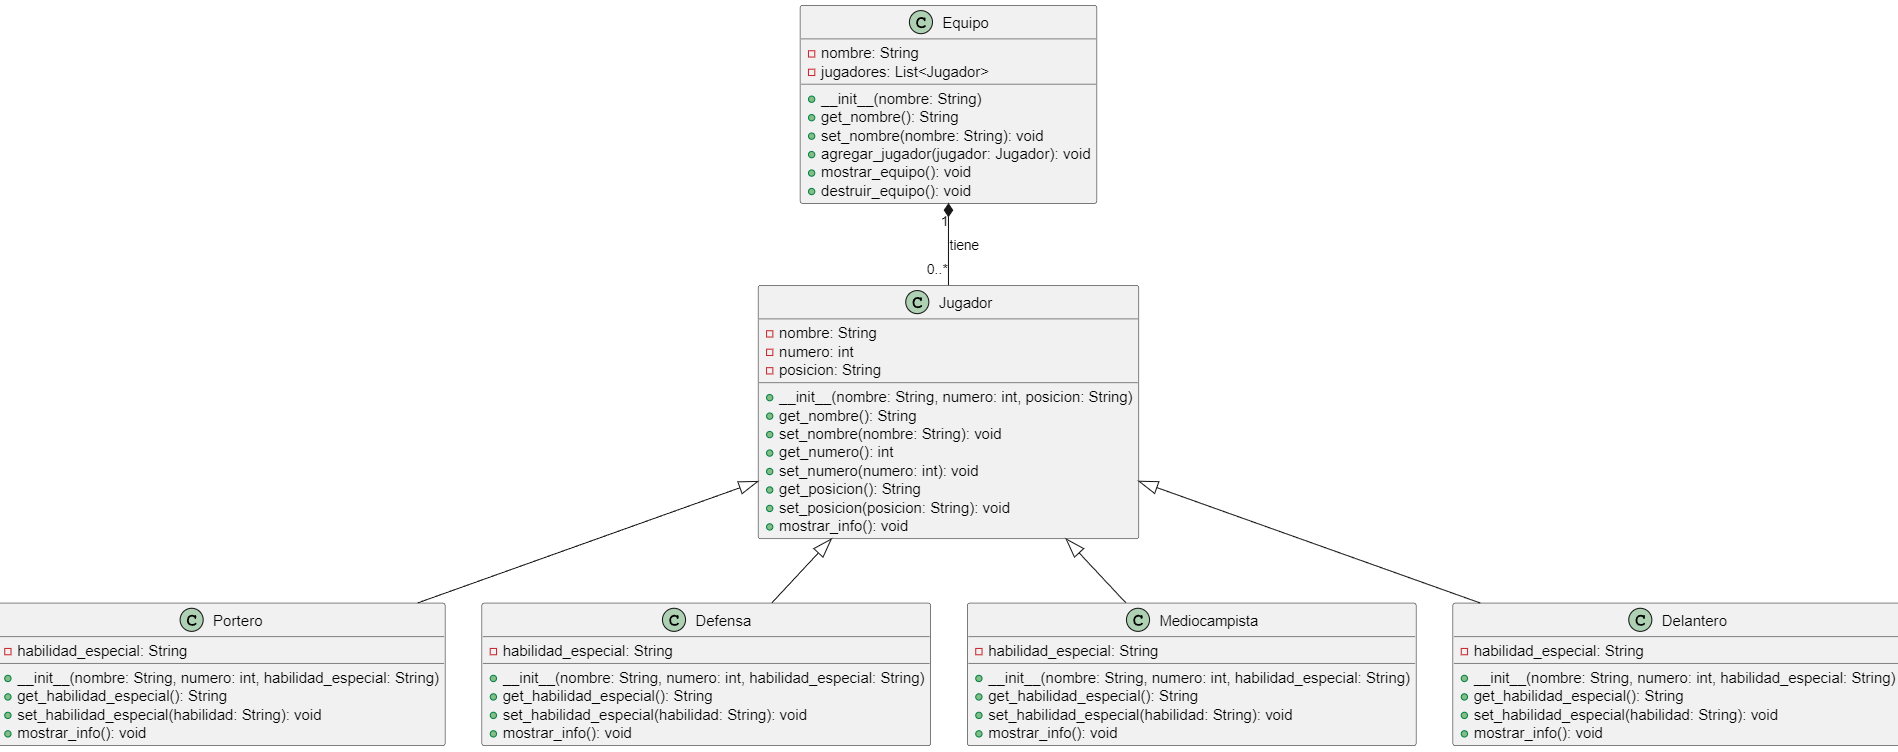 C Equipo
nombre: String
jugadores: List<Jugador>
__init__(nombre: String)
get_nombre(): String
set_nombre(nombre: String): void
agregar_jugador(jugador: Jugador): void
mostrar_equipo(): void
destruir_equipo(): void
1
tiene
0..*
C Jugador
nombre: String
numero: int
posicion: String
__init__(nombre: String, numero: int, posicion: String)
get_nombre(): String
set_nombre(nombre: String): void
get_numero(): int
set_numero(numero: int): void
get_posicion(): String
set_posicion(posicion: String): void
mostrar_info(): void
C Portero
habilidad_especial: String
__init__(nombre: String, numero: int, habilidad_especial: String)
get_habilidad_especial(): String
set_habilidad_especial(habilidad: String): void
mostrar_info(): void
C Defensa
habilidad_especial: String
__init__(nombre: String, numero: int, habilidad_especial: String)
get_habilidad_especial(): String
set_habilidad_especial(habilidad: String): void
mostrar_info(): void
C Mediocampista
habilidad_especial: String
__init__(nombre: String, numero: int, habilidad_especial: String)
get_habilidad_especial(): String
set_habilidad_especial(habilidad: String): void
mostrar_info(): void
C Delantero
habilidad_especial: String
__init__(nombre: String, numero: int, habilidad_especial: String)
get_habilidad_especial(): String
set_habilidad_especial(habilidad: String): void
mostrar_info(): void